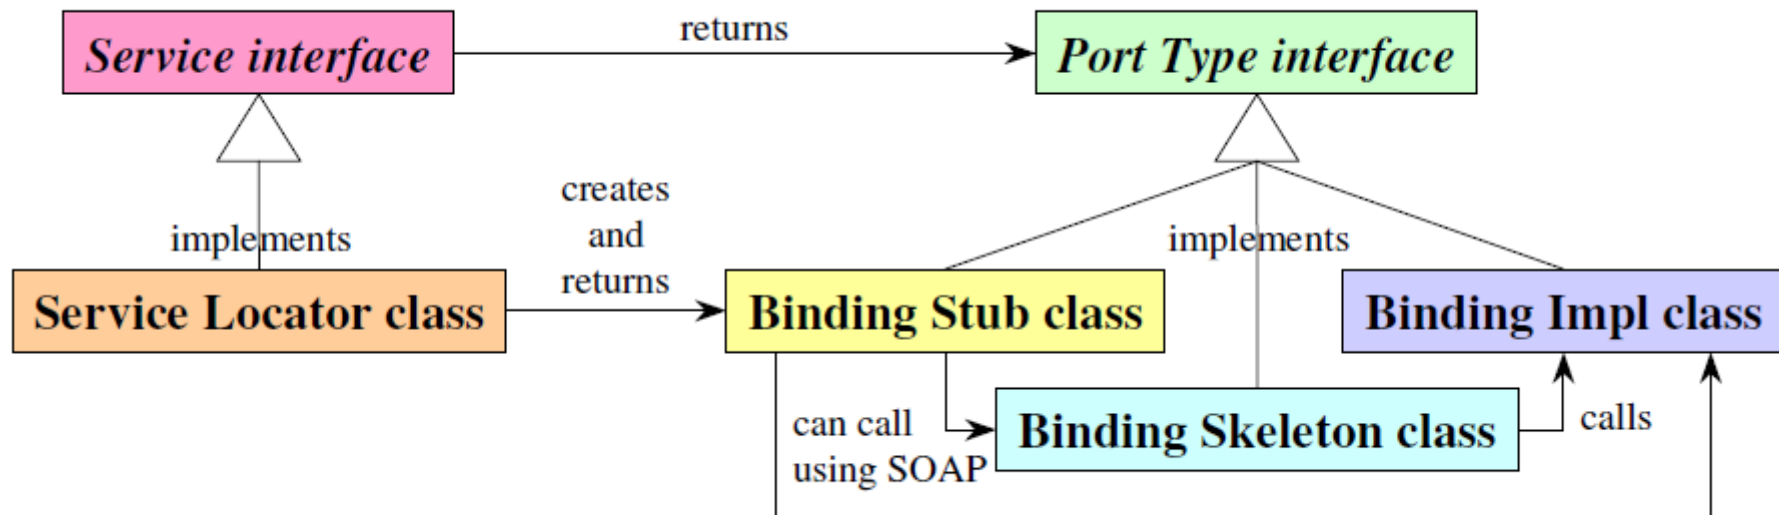 returns
Service interface
Port Type interface
creates
and
returns
implements
implements
Service Locator class
Binding Stub class
Binding Impl class
can call
using SOAP
Binding Skeleton class
calls